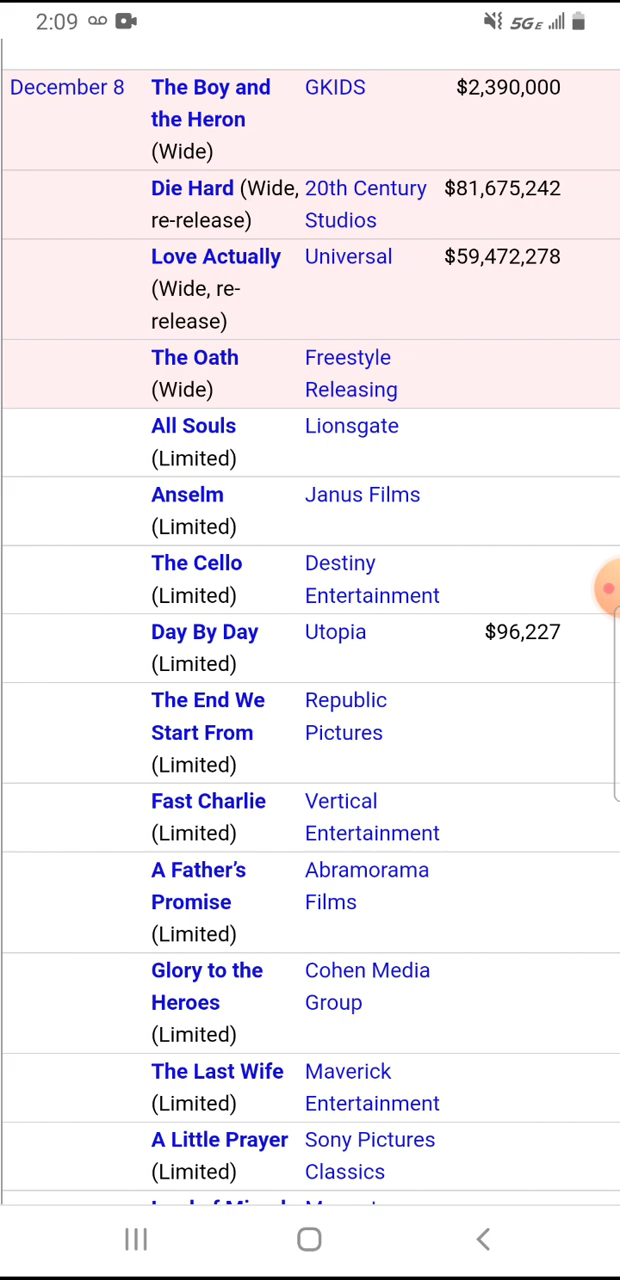 2:09
5GE
December 8 The Boy and GKIDS $2,390,000
the Heron
(Wide)
Die Hard (Wide, 20th Century $81,675,242
re-release) Studios
Love Actually Universal $59,472,278
(Wide, re-
release)
The Oath Freestyle
(Wide) Releasing
All Souls Lionsgate
(Limited)
Anselm Janus Films
(Limited)
The Cello Destiny
(Limited) Entertainment
Day By Day Utopia $96,227
(Limited)
The End We Republic
Start From Pictures
(Limited)
Fast Charlie Vertical
(Limited) Entertainment
A Father’s Abramorama
Promise Films
(Limited)
Glory to the Cohen Media
Heroes Group
(Limited)
The Last Wife Maverick
(Limited) Entertainment
A Little Prayer Sony Pictures
(Limited) Classics